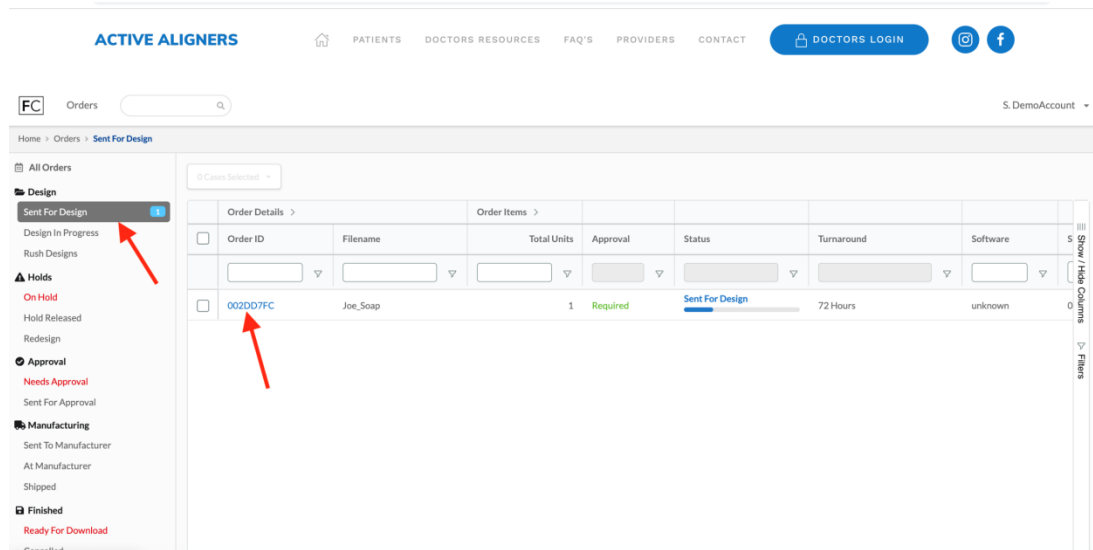 ACTIVE ALIGNERS PATIENTS DOCTORS RESOURCES FAQ'S PROVIDERS CONTACT DOCTORS LOGIN
FC Orders S. DemoAccount
Home > Orders > Sent For Design
All Orders
0 Cases Selected
Design
Sent For Design 1
Design In Progress
Rush Designs
Holds
On Hold
Hold Released
Redesign
Approval
Needs Approval
Sent For Approval
Manufacturing
Sent To Manufacturer
At Manufacturer
Shipped
Finished
Ready For Download
Cancelled
Order Details > Order Items >
Order ID Filename Total Units Approval Status Turnaround Software S
002DD7FC Joe_Soap 1 Required Sent For Design 72 Hours unknown 0
Show / Hide Columns
Filters